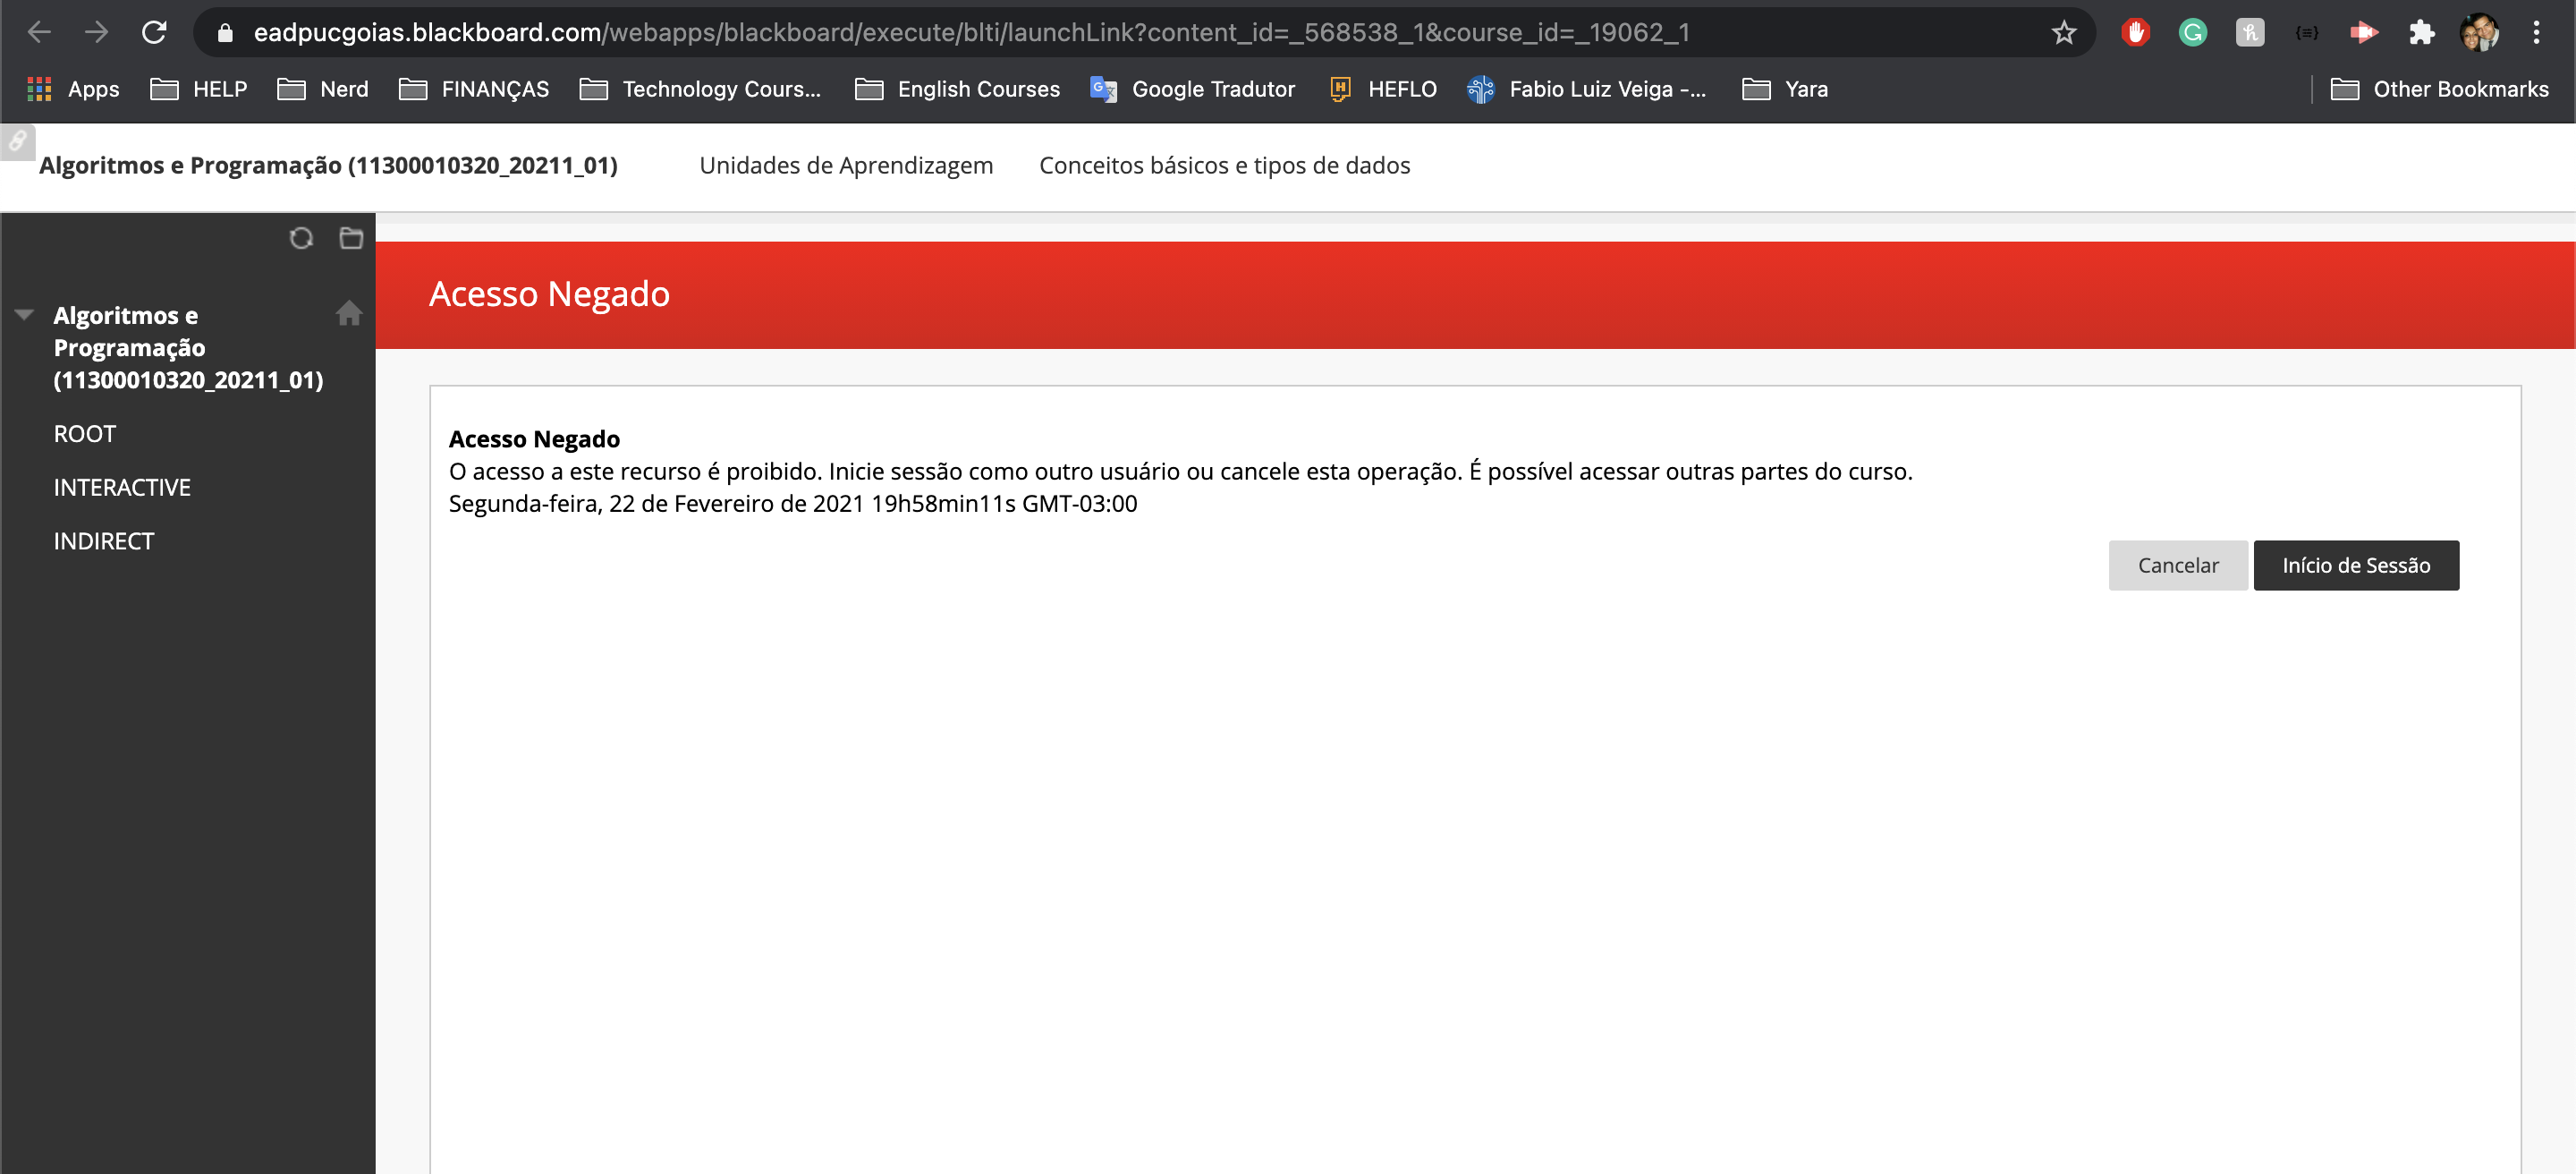 eadpucgoias.blackboard.com/webapps/blackboard/execute/blti/launchLink?content_id=_568538_1&course_id=_19062_1
Apps HELP Nerd FINANÇAS Technology Cours... English Courses Google Tradutor HEFLO Fabio Luiz Veiga -... Yara Other Bookmarks
Algoritmos e Programação (11300010320_20211_01) Unidades de Aprendizagem Conceitos básicos e tipos de dados
Algoritmos e
Programação
(11300010320_20211_01)
ROOT
INTERACTIVE
INDIRECT
Acesso Negado
Acesso Negado
O acesso a este recurso é proibido. Inicie sessão como outro usuário ou cancele esta operação. É possível acessar outras partes do curso.
Segunda-feira, 22 de Fevereiro de 2021 19h58min11s GMT-03:00
Cancelar Início de Sessão